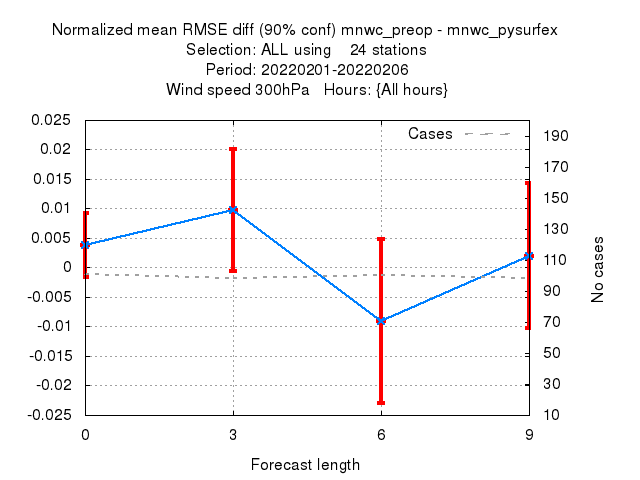 Normalized mean RMSE diff (90% conf) mnwc_preop - mnwc_pysurfex
Selection: ALL using    24 stations
Period: 20220201-20220206
Wind speed 300hPa   Hours: {All hours}
Cases
0.025
0.02
0.015
0.01
0.005
0
-0.005
-0.01
-0.015
-0.02
-0.025
190
170
150
130
110
90
70
50
30
10
No cases
0 3 6 9
Forecast length